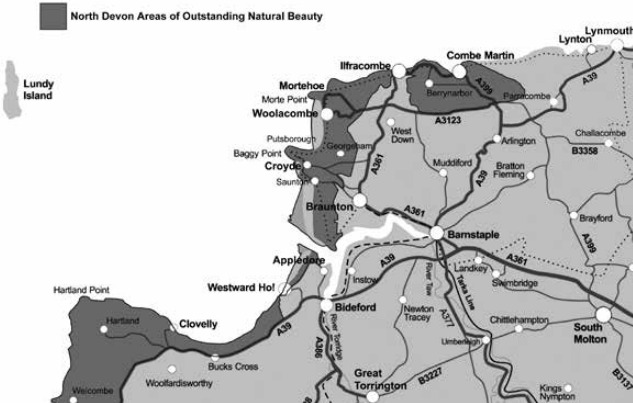 North Devon Areas of Outstanding Natural Beauty
Lynmouth
Lynton
Combe Martin
Ilfracombe
Lundy
Island
Mortehoe
Morte Point
Woolacombe
Berrynarbor
A399
Parracombe
A39
A3123
West
Down
Putsborough
Georgeham
Baggy Point
Croyde
Saunton
A361
Arlington
Challacombe
B3358
Muddiford
A39
Bratton
Fleming
Braunton
A361
Barnstaple
Brayford
A399
Appledore
Instow
A39
Landkey
A361
Swimbridge
Westward Ho!
Hartland Point
Bideford
River Taw
Tarka Line
A377
Newton
Tracey
Hartland
Clovelly
A39
Bucks Cross
Woolfardisworthy
Welcombe
River Torridge
A386
Umberleigh
Chittlehampton
South
Molton
Great
Torrington
B3227
B3137
Kings
Nympton